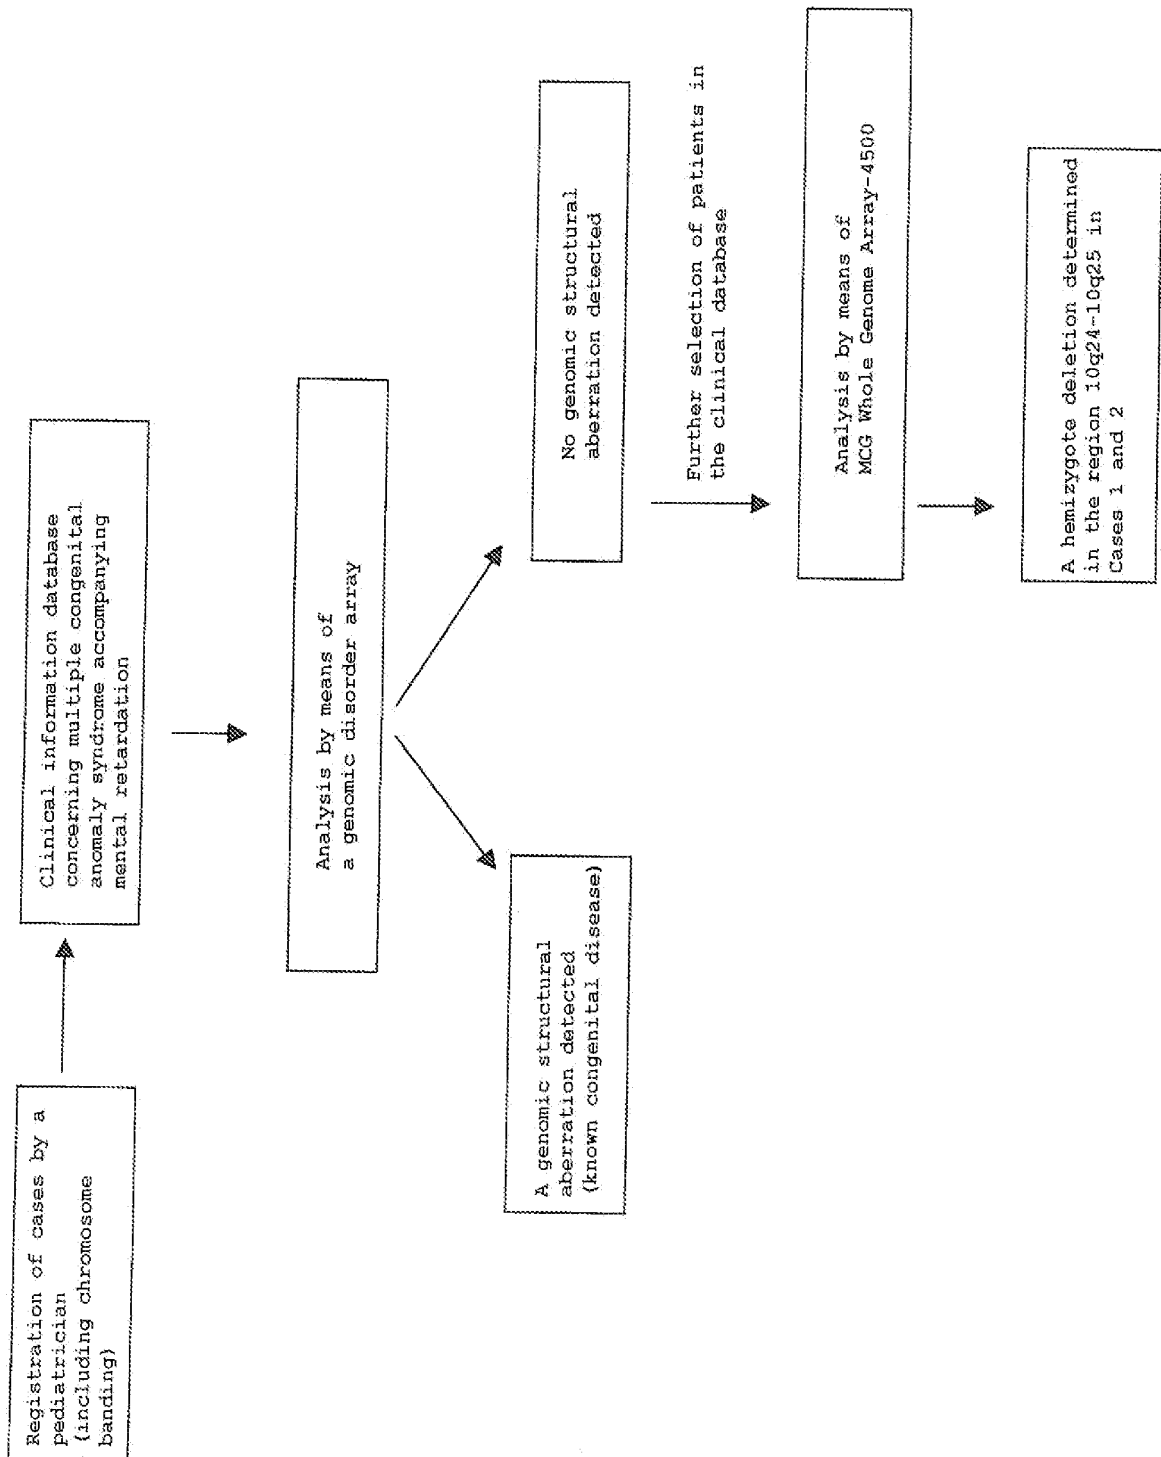 Registration of cases by a
pediatrician
(including chromosome
banding)
Clinical information database
concerning multiple congenital
anomaly syndrome accompanying
mental retardation
Analysis by means of
a genomic disorder array
A genomic structural
aberration detected
(known congenital disease)
No genomic structural
aberration detected
Further selection of patients in
the clinical database
Analysis by means of
MCG Whole Genome Array-4500
A hemizygote deletion determined
in the region 10q24-10q25 in
Cases 1 and 2